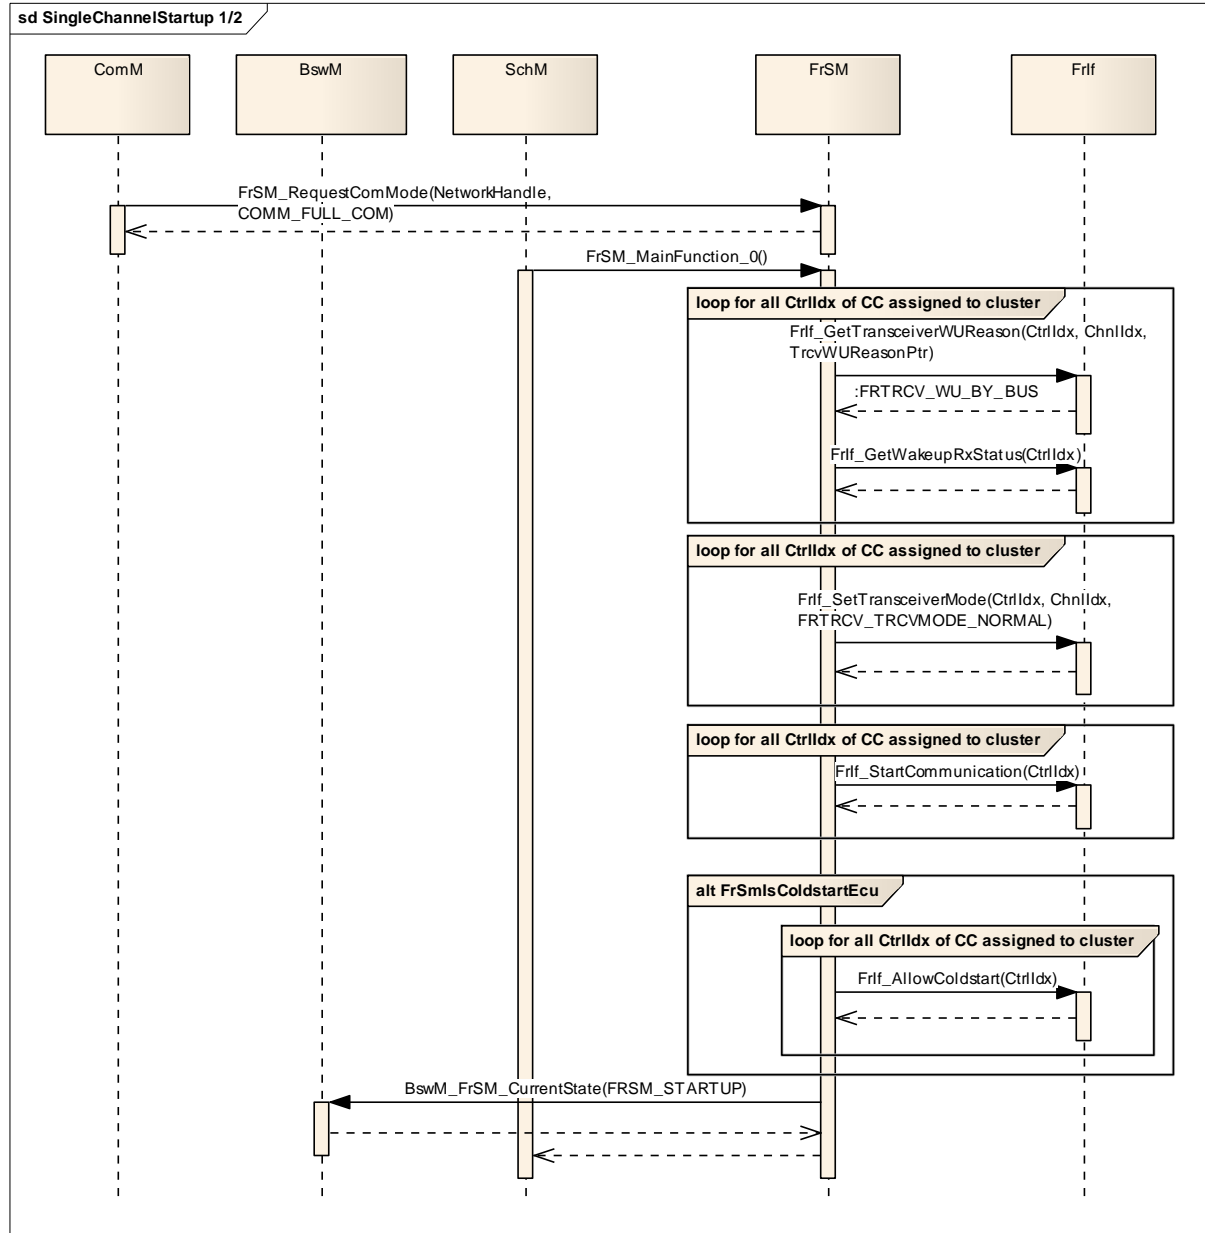 sd SingleChannelStartup 1/2
ComM
BswM
SchM
FrSM
FrIf
FrSM_RequestComMode(NetworkHandle,
COMM_FULL_COM)
FrSM_MainFunction_0()
loop for all CtrlIdx of CC assigned to cluster
FrIf_GetTransceiverWUReason(CtrlIdx, ChnlIdx,
TrcvWUReasonPtr)
:FRTRCV_WU_BY_BUS
FrIf_GetWakeupRxStatus(CtrlIdx)
loop for all CtrlIdx of CC assigned to cluster
FrIf_SetTransceiverMode(CtrlIdx, ChnlIdx,
FRTRCV_TRCVMODE_NORMAL)
loop for all CtrlIdx of CC assigned to cluster
FrIf_StartCommunication(CtrlIdx)
alt FrSmIsColdstartEcu
loop for all CtrlIdx of CC assigned to cluster
FrIf_AllowColdstart(CtrlIdx)
BswM_FrSM_CurrentState(FRSM_STARTUP)